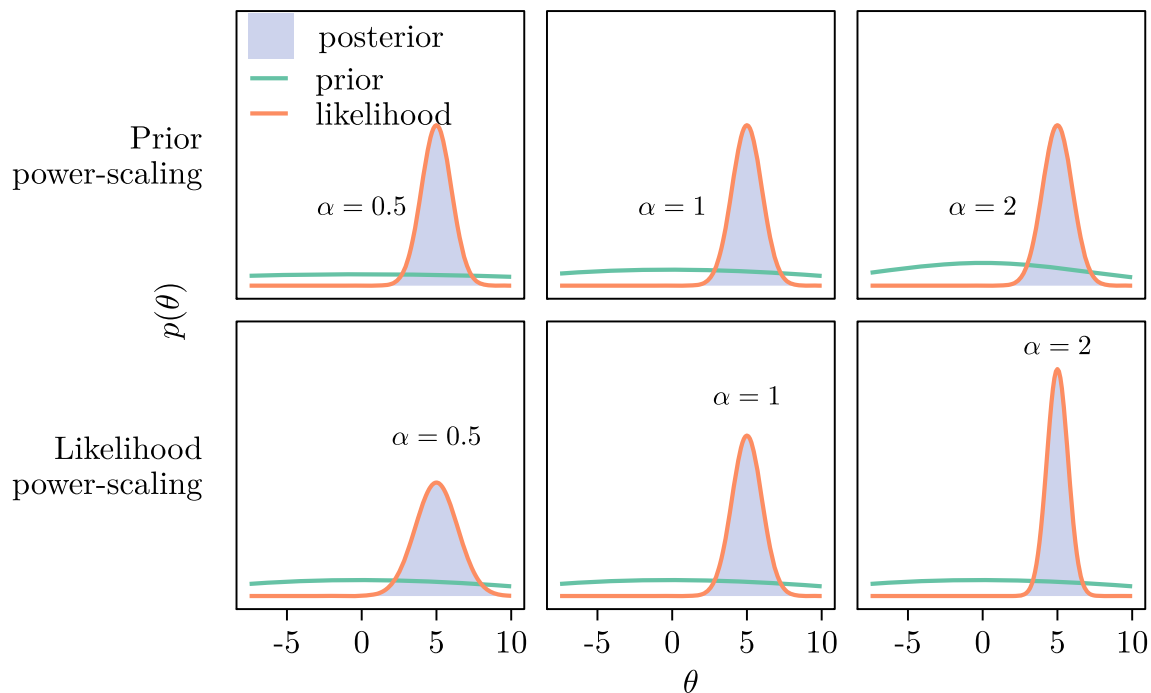 posterior
prior
likelihood
Prior
power-scaling
α = 0.5
α = 1
α = 2
p(θ)
Likelihood
power-scaling
α = 0.5
α = 1
α = 2
-5 0 5 10
-5 0 5 10
-5 0 5 10
θ